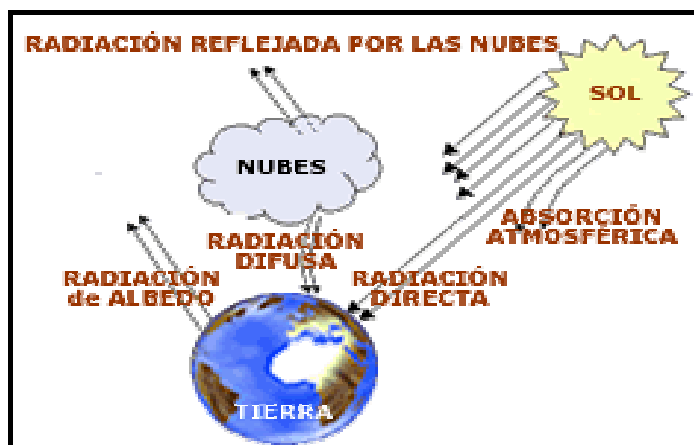 RADIACIÓN REFLEJADA POR LAS NUBES
SOL
NUBES
ABSORCIÓN
ATMOSFÉRICA
RADIACIÓN
DIFUSA
RADIACIÓN
de ALBEDO
RADIACIÓN
DIRECTA
TIERRA